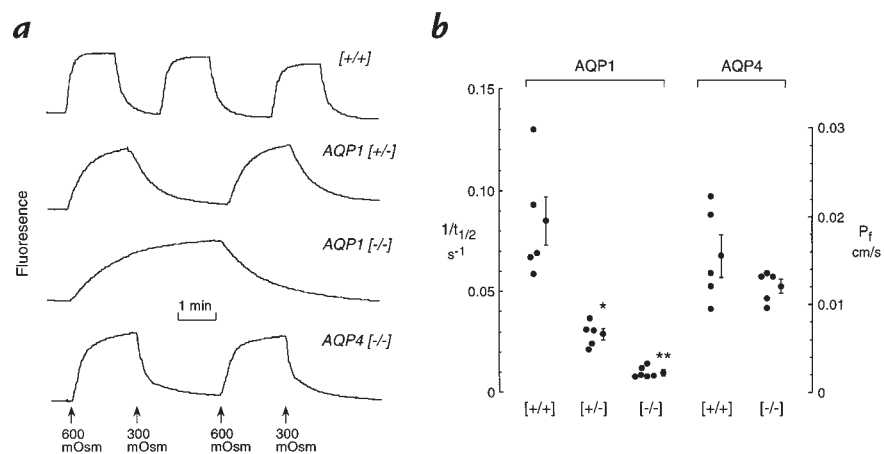 a
[+/+]
AQP1 [+/-]
AQP1 [-/-]
1 min
AQP4 [-/-]
Fluoresence
600 mOsm
300 mOsm
600 mOsm
300 mOsm
b
AQP1
AQP4
0.15
0.10
0.05
0
1/t1/2
s-1
*
**
0.03
0.02
0.01
0
Pf
cm/s
[+/+]
[+/-]
[-/-]
[+/+]
[-/-]